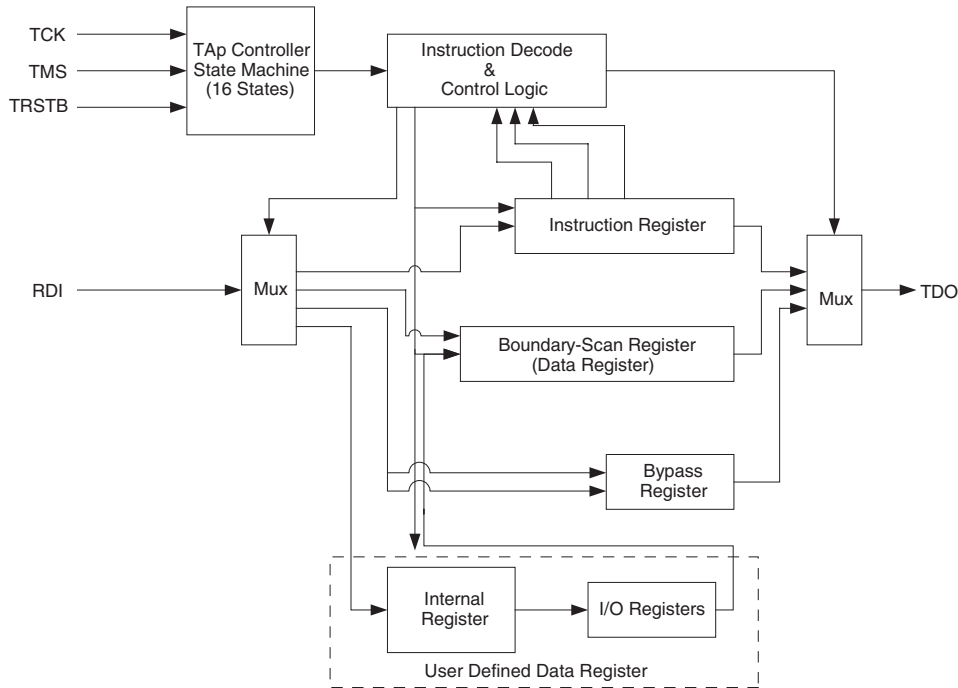 TCK
TMS
TRSTB
TAp Controller
State Machine
(16 States)
Instruction Decode
&
Control Logic
Instruction Register
RDI
Mux
Boundary-Scan Register
(Data Register)
Mux
TDO
Bypass
Register
Internal
Register
I/O Registers
User Defined Data Register